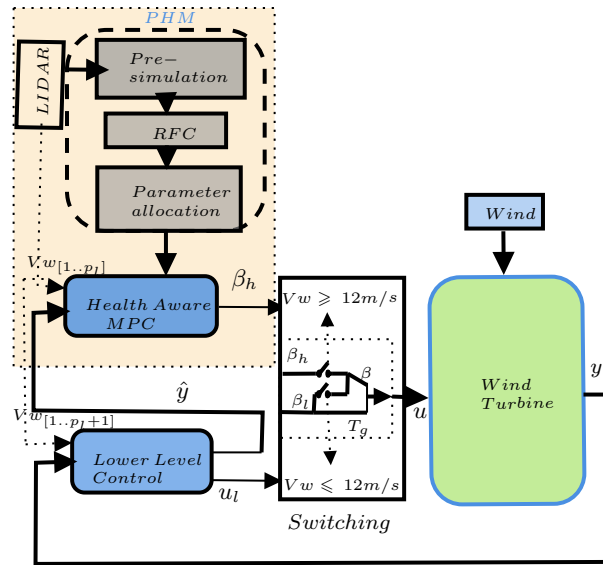 PHM
LIDAR
Pre-
simulation
RFC
Parameter
allocation
Wind
Vw[1..pl]
Health Aware
MPC
βh
Vw ⩾ 12m/s
βh
β
βl
Tg
Vw ⩽ 12m/s
Switching
u
Wind
Turbine
y
ŷ
Vw[1..pl+1]
Lower Level
Control
ul